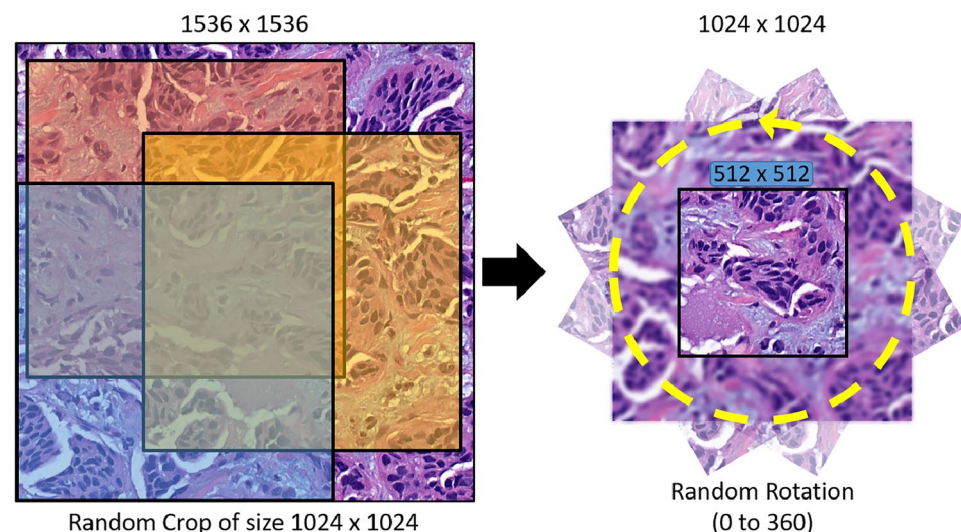 1536 x 1536
1024 x 1024
512 x 512
Random Crop of size 1024 x 1024
Random Rotation
(0 to 360)